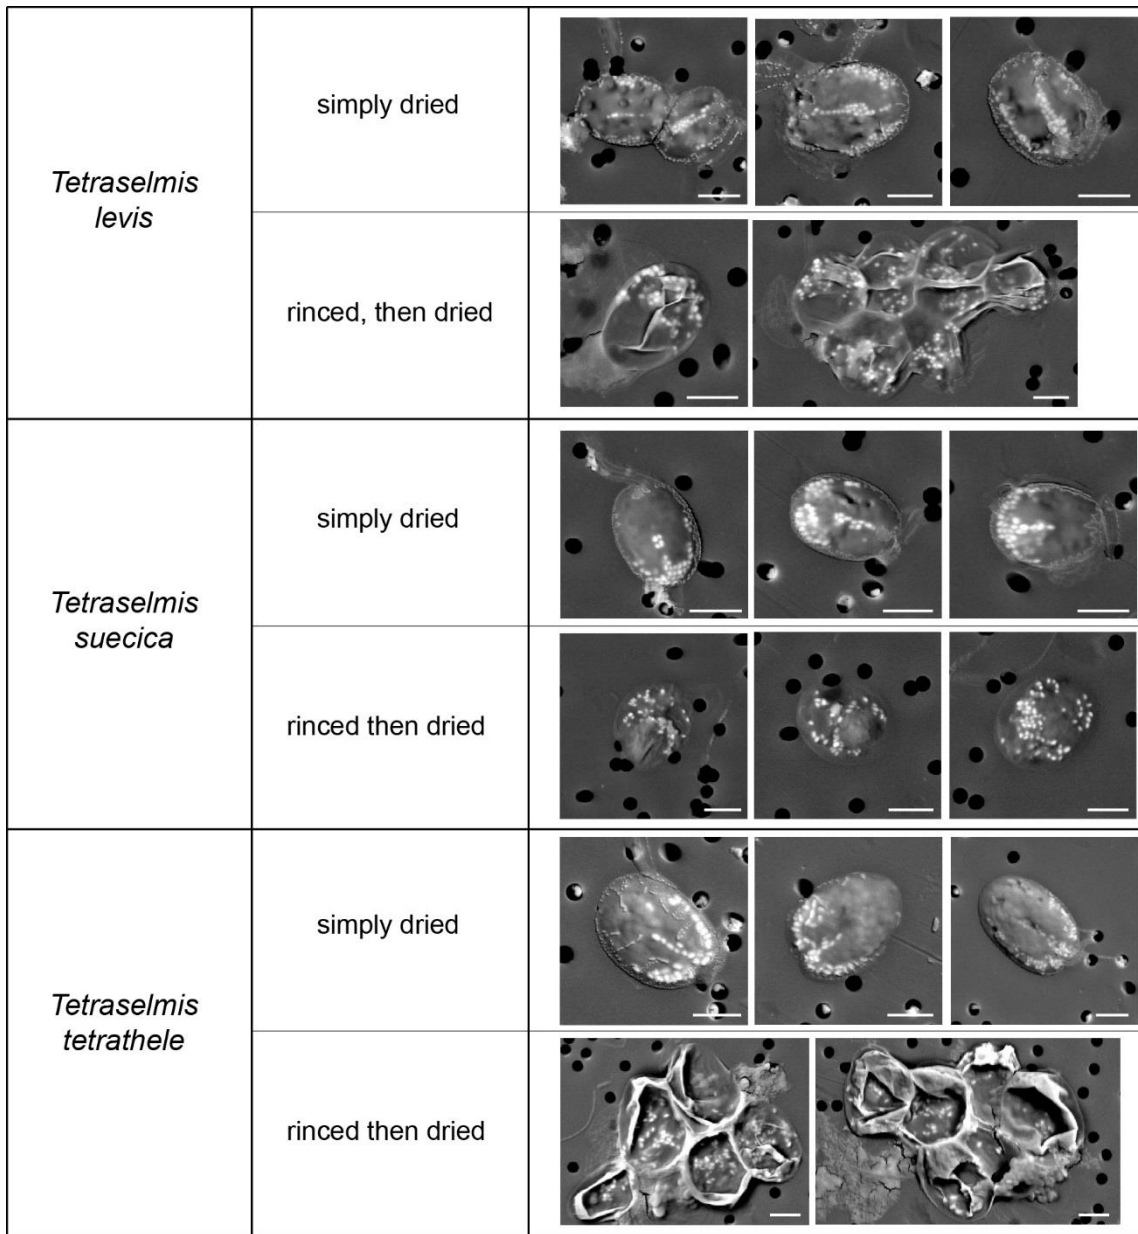 Tetraselmis
levis
simply dried
rinced, then dried
Tetraselmis
suecica
simply dried
rinced then dried
Tetraselmis
tetrathele
simply dried
rinced then dried